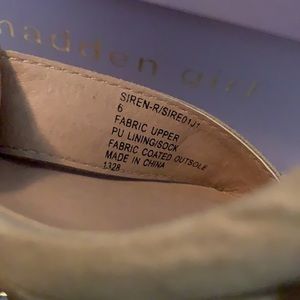 madden girl
SIREN-R/SIRE01J1
6
FABRIC UPPER
PU LINING/SOCK
FABRIC COATED OUTSOLE
MADE IN CHINA
1328